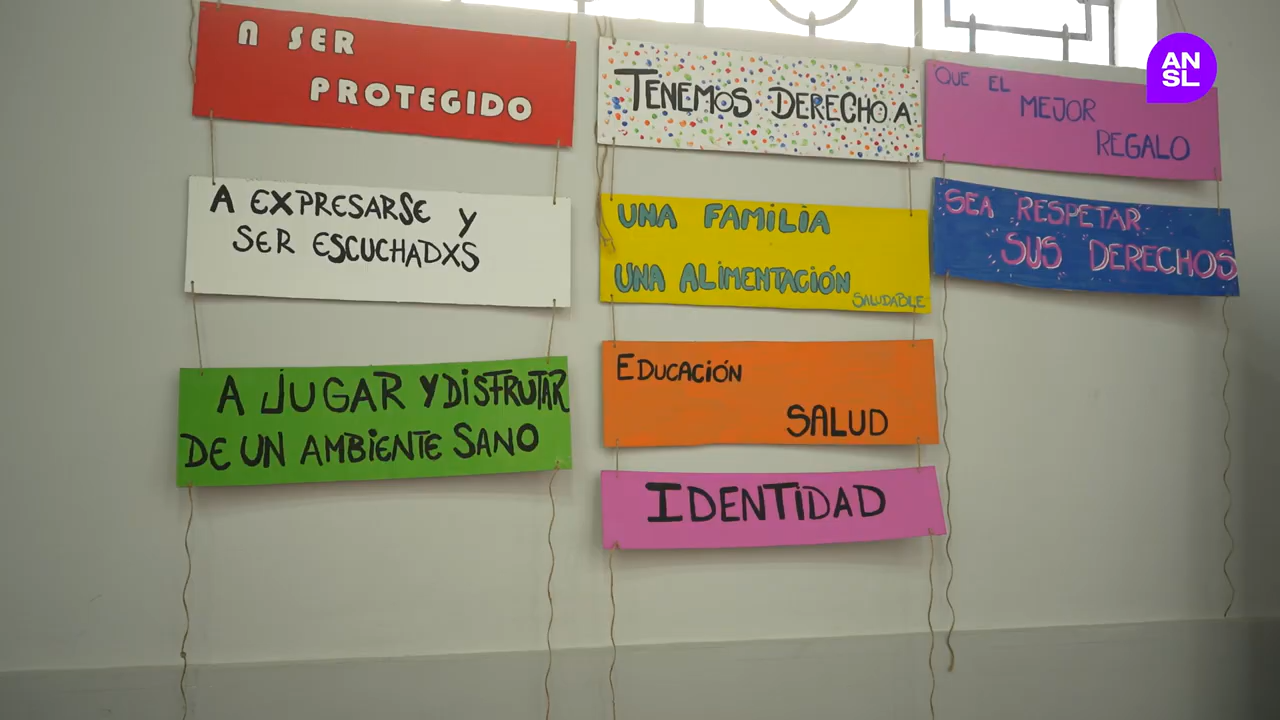 A SER
PROTEGIDO
A EXPRESARSE Y
SER ESCUCHADXS
A JUGAR Y DISFRUTAR
DE UN AMBIENTE SANO
TENEMOS DERECHO A
UNA FAMILIA
UNA ALIMENTACIÓN
SALUDABLE
EDUCACIÓN
SALUD
IDENTIDAD
QUE EL
MEJOR
REGALO
SEA RESPETAR
SUS DERECHOS
AN
SL